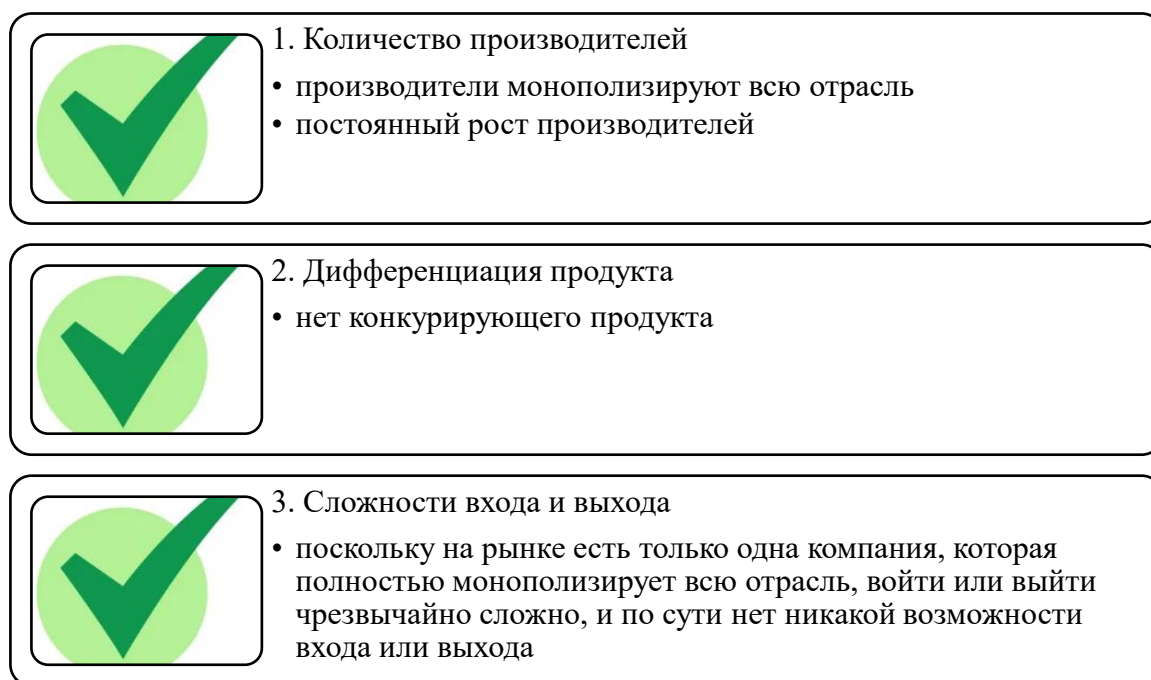 1. Количество производителей
• производители монополизируют всю отрасль
• постоянный рост производителей
2. Дифференциация продукта
• нет конкурирующего продукта
3. Сложности входа и выхода
• поскольку на рынке есть только одна компания, которая
полностью монополизирует всю отрасль, войти или выйти
чрезвычайно сложно, и по сути нет никакой возможности
входа или выхода